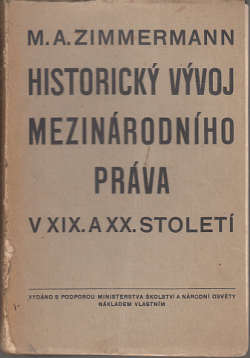 M. A. ZIMMERMANN
HISTORICKÝ VÝVOJ
MEZINÁRODNÍHO
PRÁVA
V XIX. A XX. STOLETÍ
VYDÁNO S PODPOROU MINISTERSTVA ŠKOLSTVÍ A NÁRODNÍ OSVĚTY
NÁKLADEM VLASTNÍM